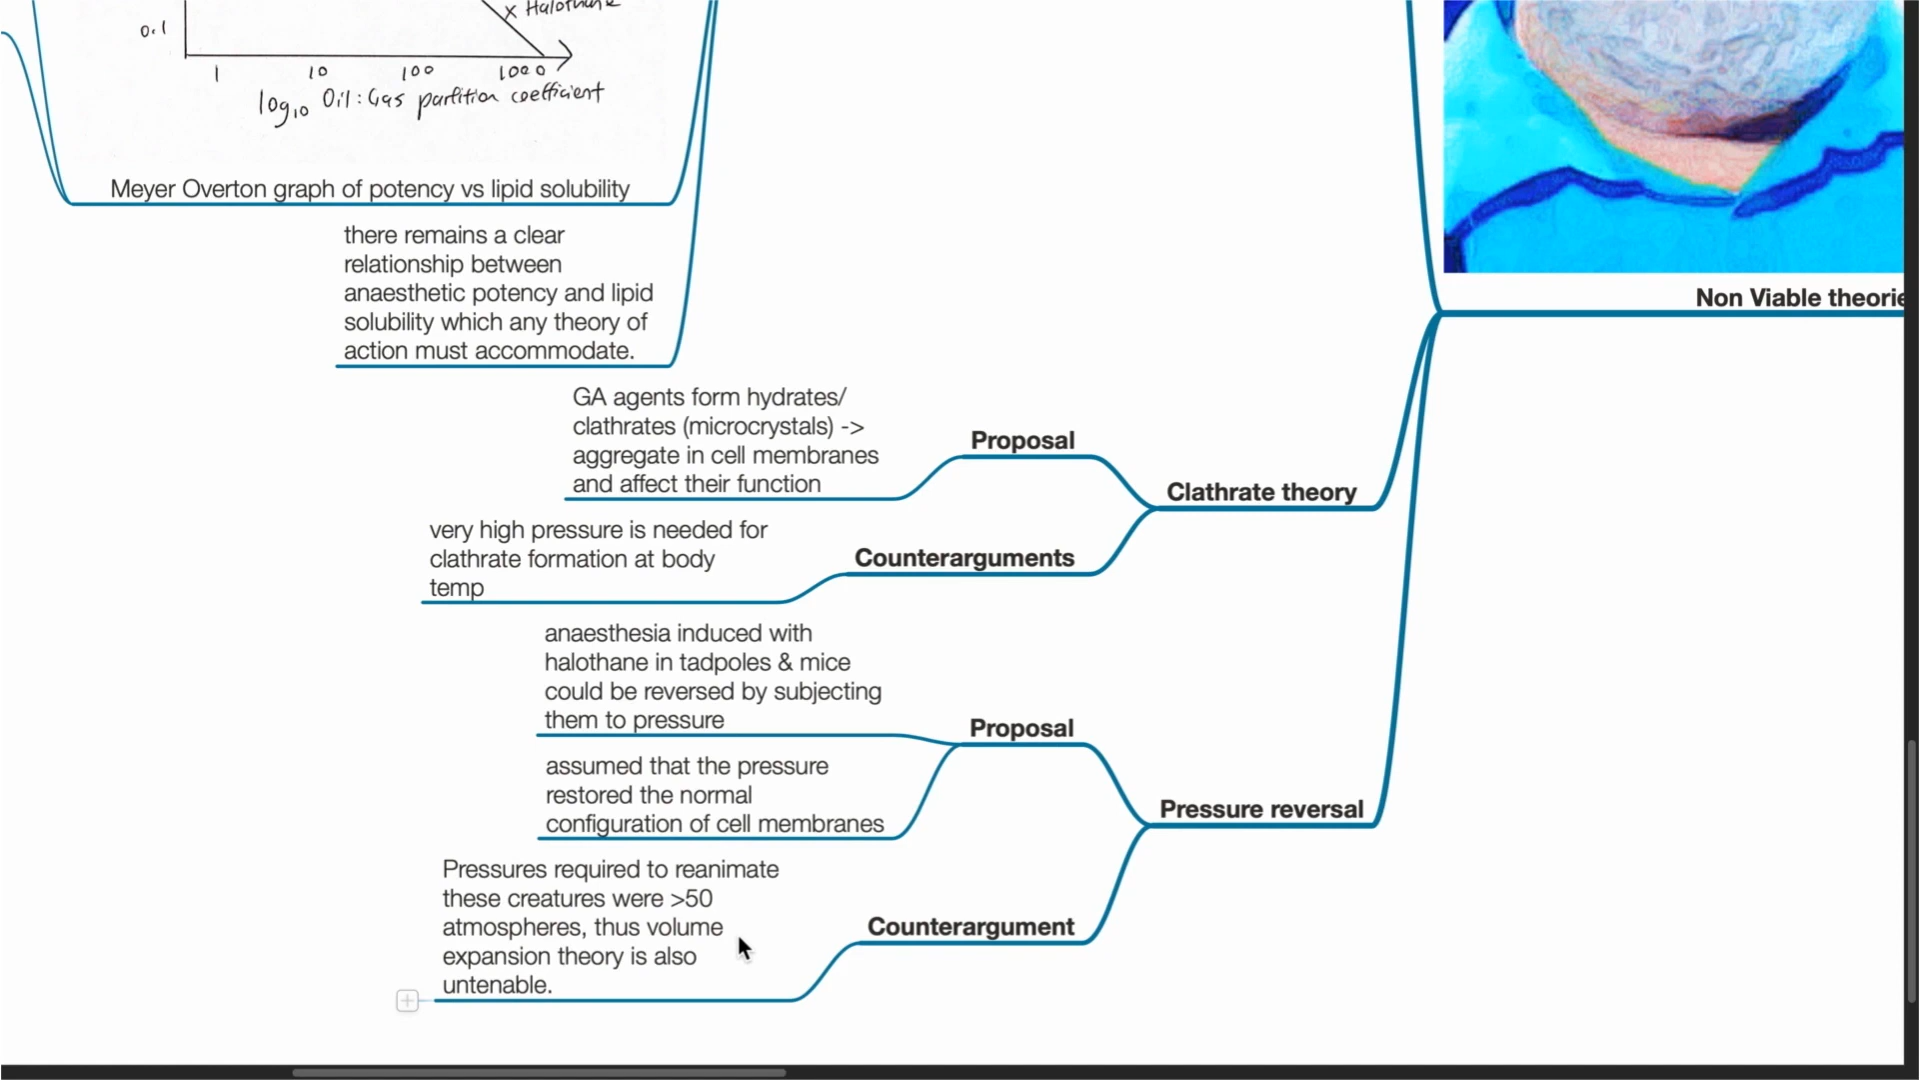 x Halothane
0.1
1 10 100 1000
log10 Oil:Gas partition coefficient
Meyer Overton graph of potency vs lipid solubility
there remains a clear
relationship between
anaesthetic potency and lipid
solubility which any theory of
action must accommodate.
Non Viable theorie
GA agents form hydrates/
clathrates (microcrystals) ->
aggregate in cell membranes
and affect their function
Proposal
Clathrate theory
very high pressure is needed for
clathrate formation at body
temp
Counterarguments
anaesthesia induced with
halothane in tadpoles & mice
could be reversed by subjecting
them to pressure
Proposal
assumed that the pressure
restored the normal
configuration of cell membranes
Pressure reversal
Pressures required to reanimate
these creatures were >50
atmospheres, thus volume
expansion theory is also
untenable.
Counterargument